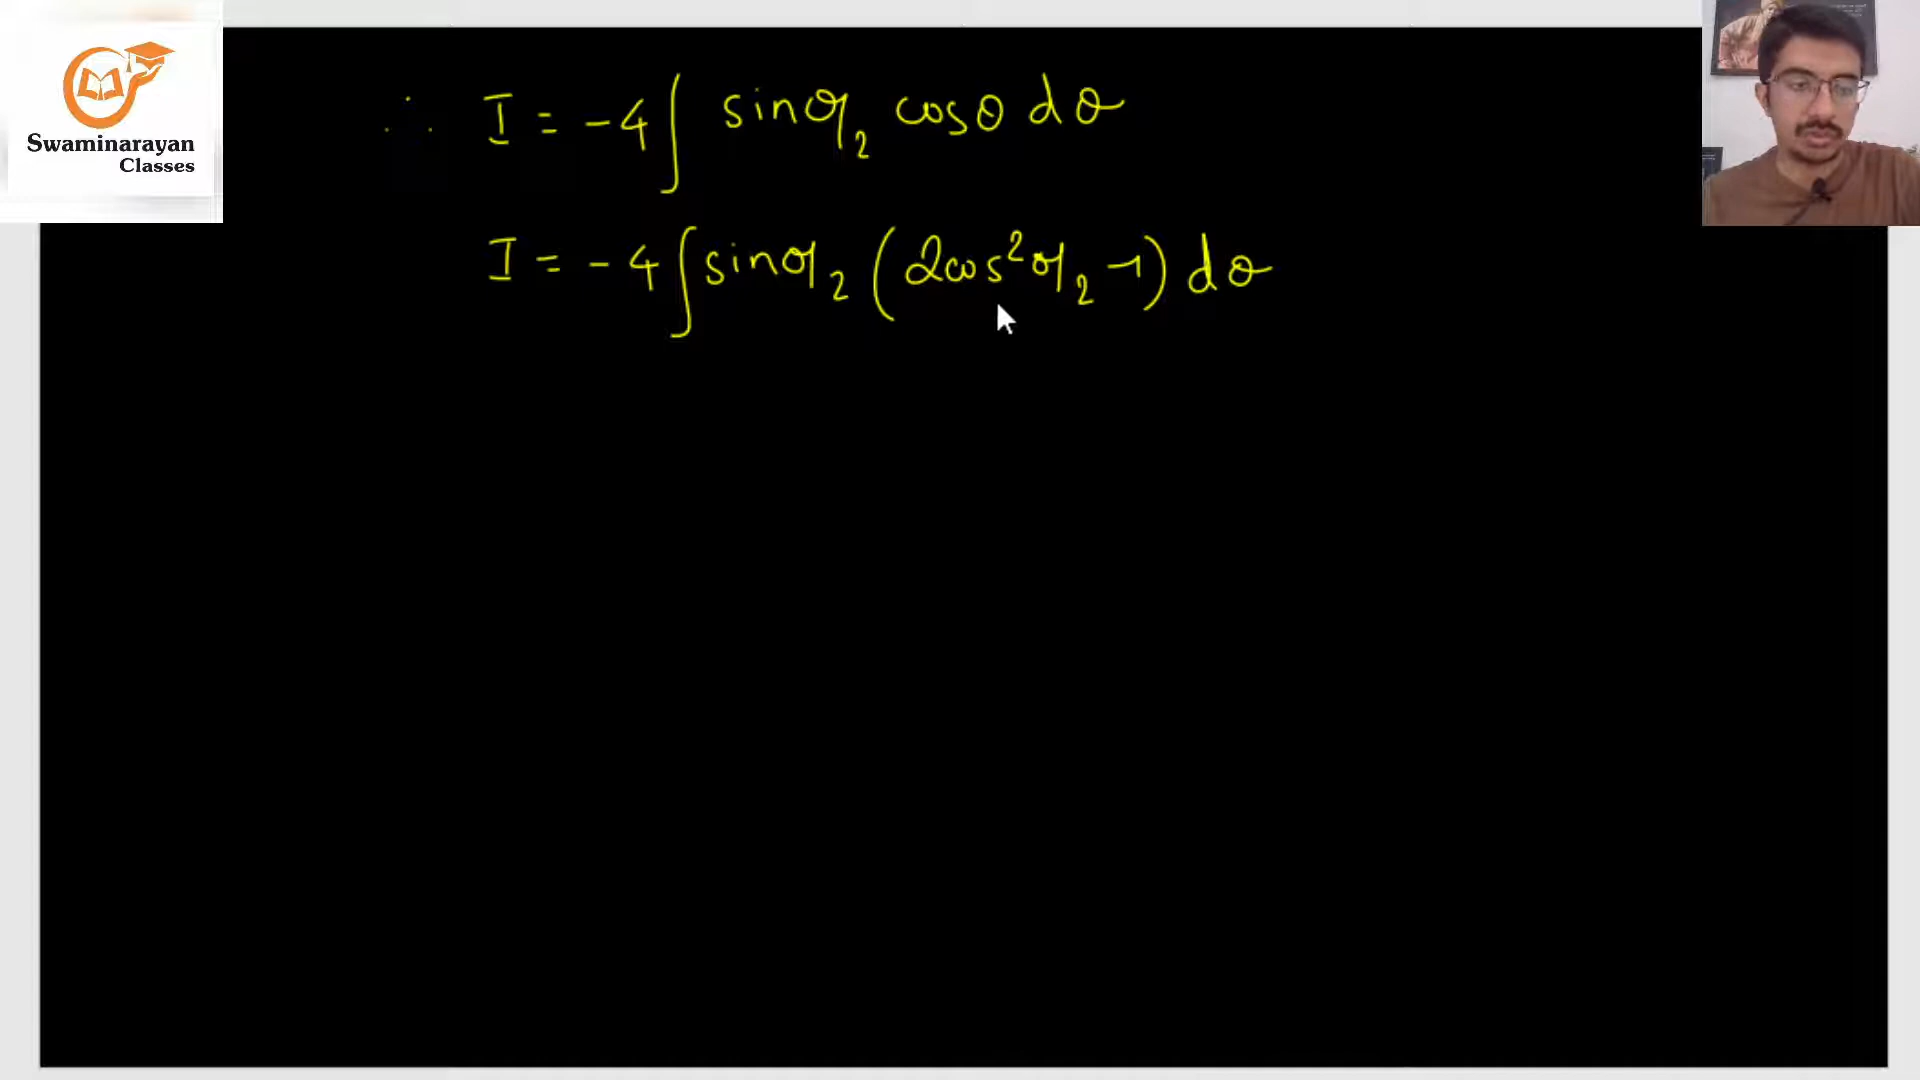 Swaminarayan
Classes
∴ I = -4 ∫ sin θ/2 cos θ dθ
I = -4 ∫ sin θ/2 (2cos² θ/2 - 1) dθ